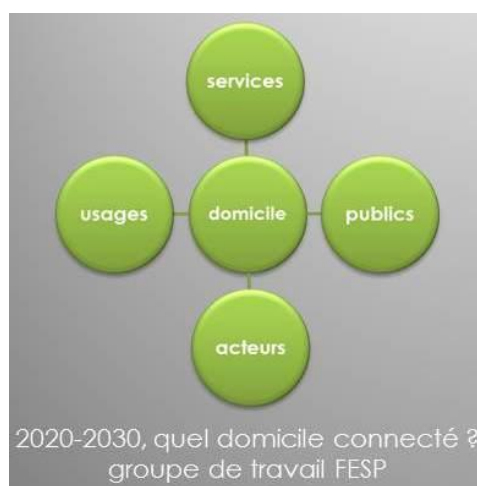 services
usages domicile publics
acteurs
2020-2030, quel domicile connecté ?
groupe de travail FESP